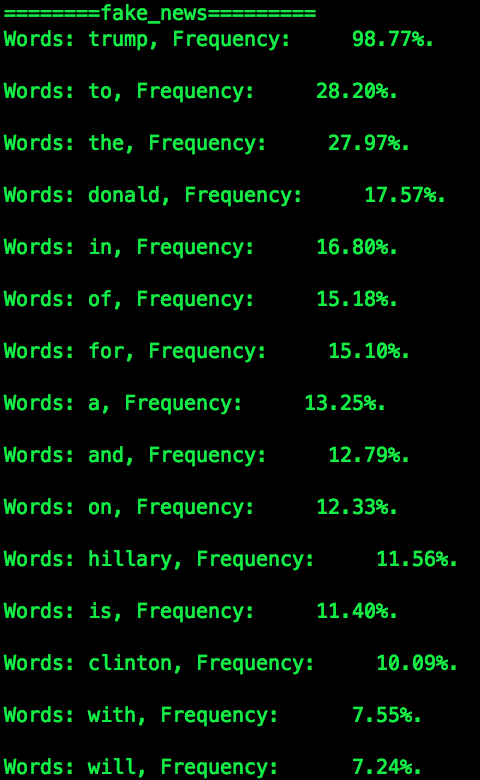 ========fake_news=========
Words: trump, Frequency:     98.77%.
Words: to, Frequency:     28.20%.
Words: the, Frequency:     27.97%.
Words: donald, Frequency:     17.57%.
Words: in, Frequency:     16.80%.
Words: of, Frequency:     15.18%.
Words: for, Frequency:     15.10%.
Words: a, Frequency:     13.25%.
Words: and, Frequency:     12.79%.
Words: on, Frequency:     12.33%.
Words: hillary, Frequency:     11.56%.
Words: is, Frequency:     11.40%.
Words: clinton, Frequency:     10.09%.
Words: with, Frequency:      7.55%.
Words: will, Frequency:      7.24%.